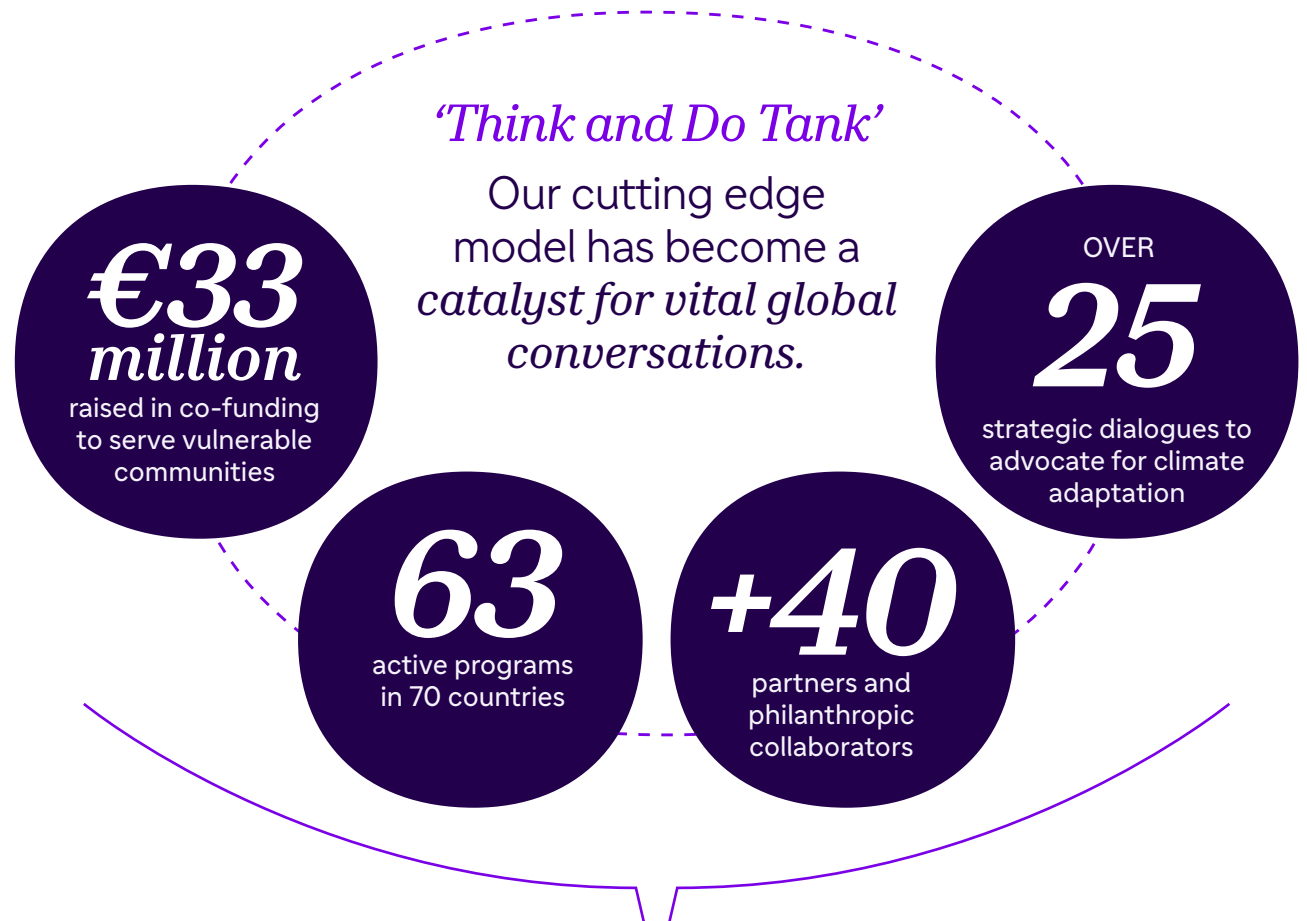 ‘Think and Do Tank’
Our cutting edge
model has become a
catalyst for vital global
conversations.
€33
million
raised in co-funding
to serve vulnerable
communities
63
active programs
in 70 countries
+40
partners and
philanthropic
collaborators
OVER
25
strategic dialogues to
advocate for climate
adaptation